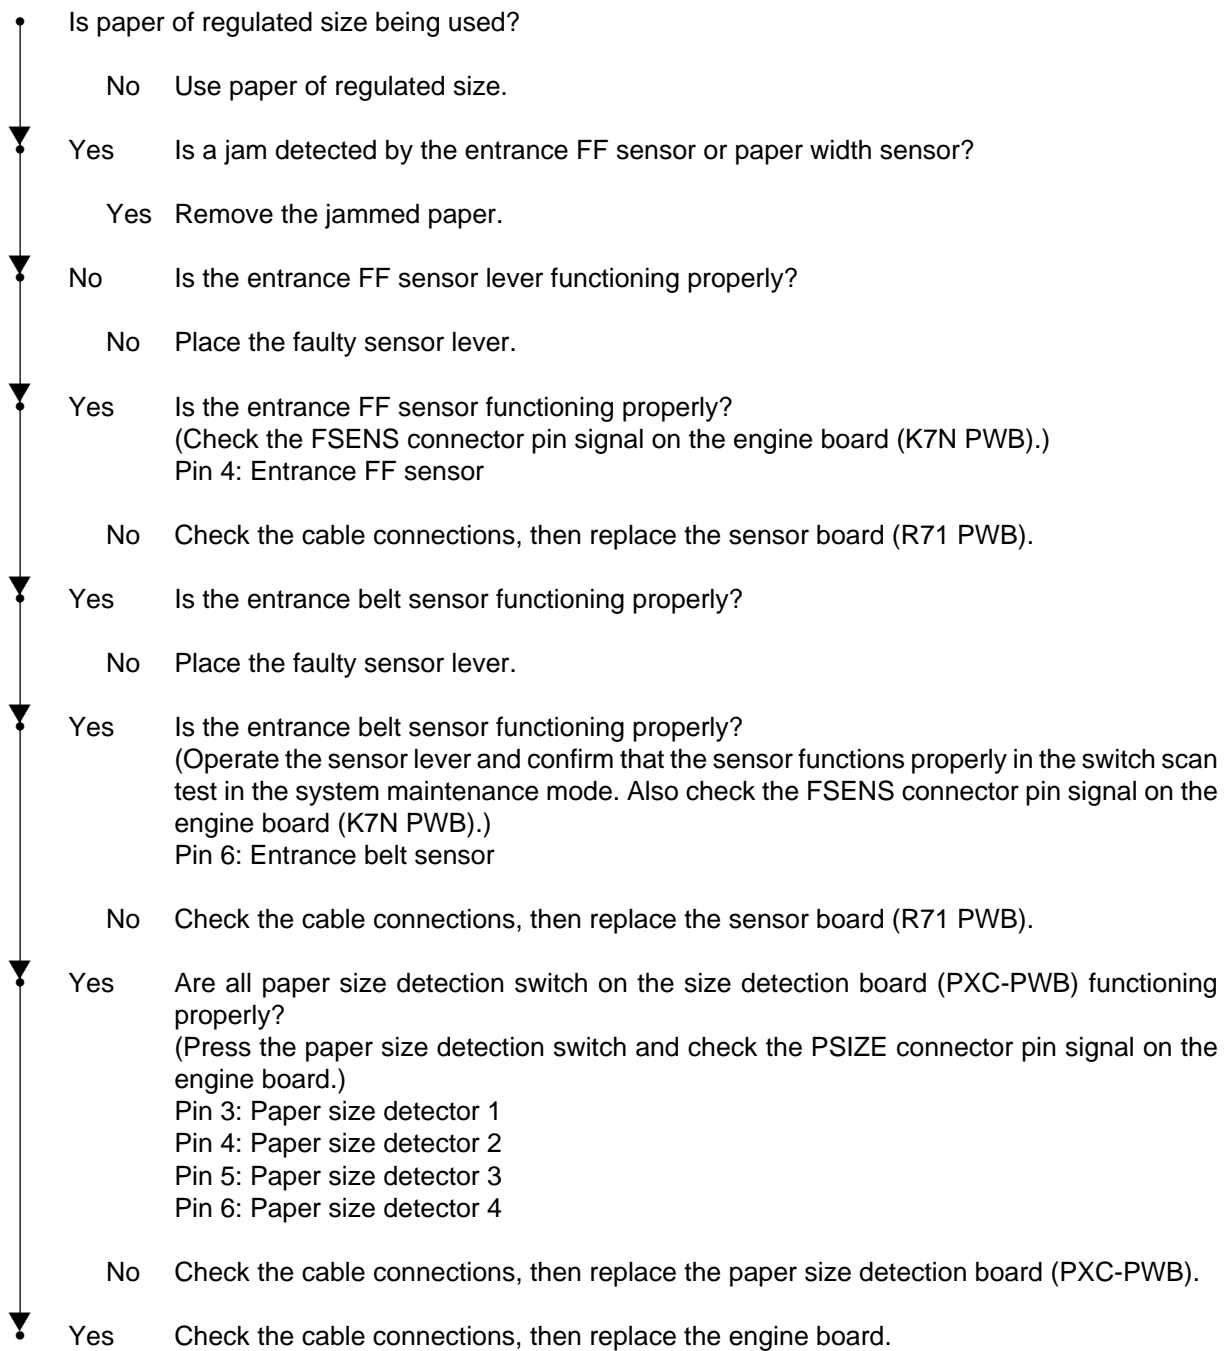 Is paper of regulated size being used?
No Use paper of regulated size.
Yes Is a jam detected by the entrance FF sensor or paper width sensor?
Yes Remove the jammed paper.
No Is the entrance FF sensor lever functioning properly?
No Place the faulty sensor lever.
Yes Is the entrance FF sensor functioning properly?
(Check the FSENS connector pin signal on the engine board (K7N PWB).)
Pin 4: Entrance FF sensor
No Check the cable connections, then replace the sensor board (R71 PWB).
Yes Is the entrance belt sensor functioning properly?
No Place the faulty sensor lever.
Yes Is the entrance belt sensor functioning properly?
(Operate the sensor lever and confirm that the sensor functions properly in the switch scan
test in the system maintenance mode. Also check the FSENS connector pin signal on the
engine board (K7N PWB).)
Pin 6: Entrance belt sensor
No Check the cable connections, then replace the sensor board (R71 PWB).
Yes Are all paper size detection switch on the size detection board (PXC-PWB) functioning
properly?
(Press the paper size detection switch and check the PSIZE connector pin signal on the
engine board.)
Pin 3: Paper size detector 1
Pin 4: Paper size detector 2
Pin 5: Paper size detector 3
Pin 6: Paper size detector 4
No Check the cable connections, then replace the paper size detection board (PXC-PWB).
Yes Check the cable connections, then replace the engine board.